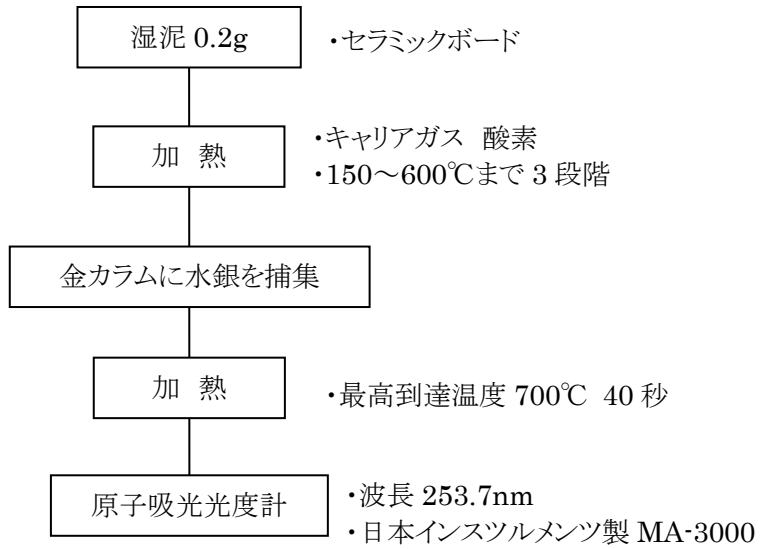 湿泥 0.2g
・セラミックボード
加 熱
・キャリアガス 酸素
・150～600℃まで 3 段階
金カラムに水銀を捕集
加 熱
・最高到達温度 700℃ 40 秒
原子吸光光度計
・波長 253.7nm
・日本インスツルメンツ製 MA-3000